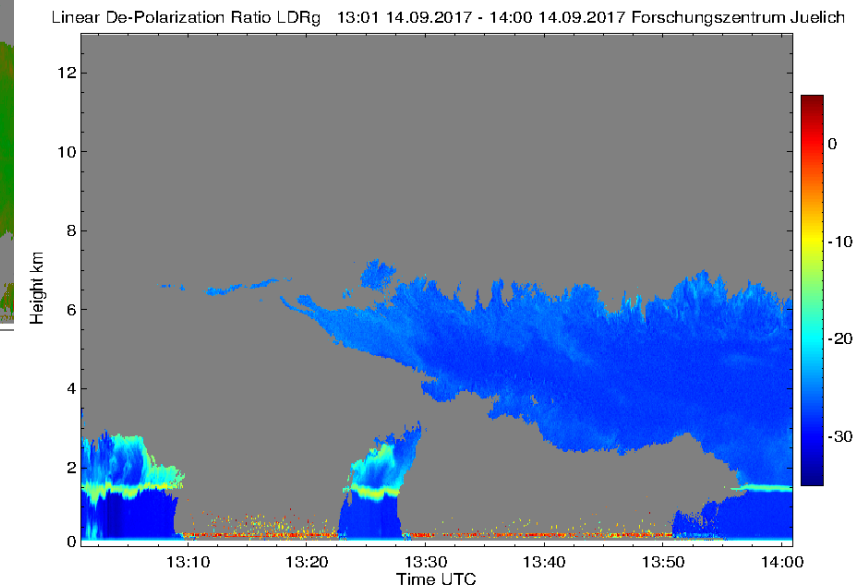 Linear De-Polarization Ratio LDRg 13:01 14.09.2017 - 14:00 14.09.2017 Forschungszentrum Juelich
Height km
12
10
8
6
4
2
0
13:10 13:20 13:30 13:40 13:50 14:00
Time UTC
0
-10
-20
-30